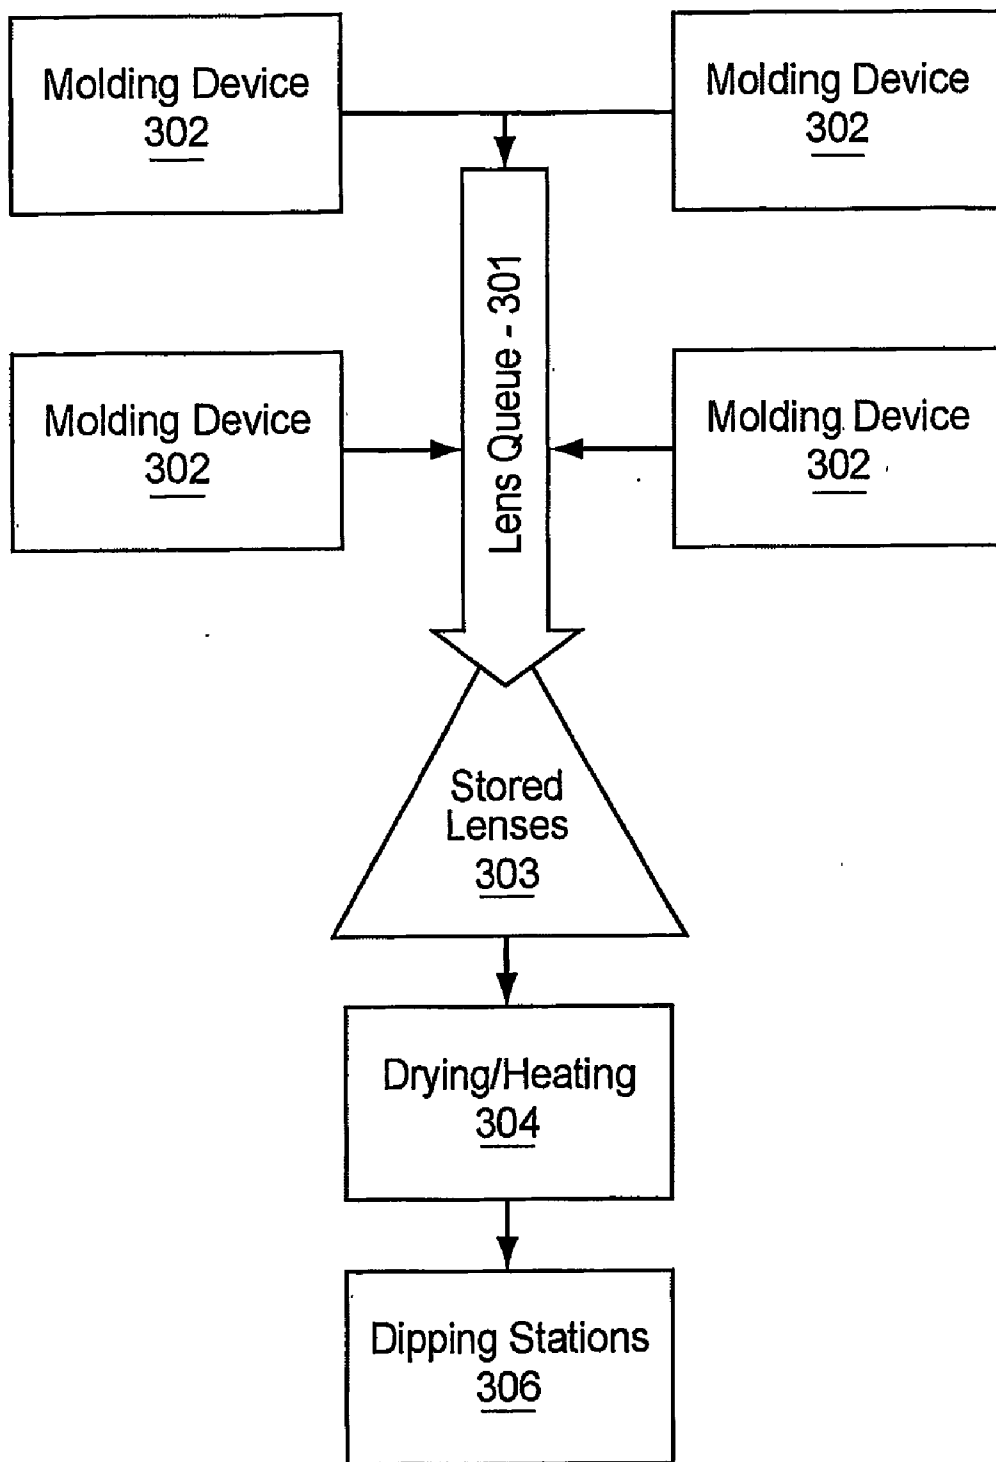 Molding Device
302
Molding Device
302
Lens Queue - 301
Molding Device
302
Molding Device
302
Stored
Lenses
303
Drying/Heating
304
Dipping Stations
306